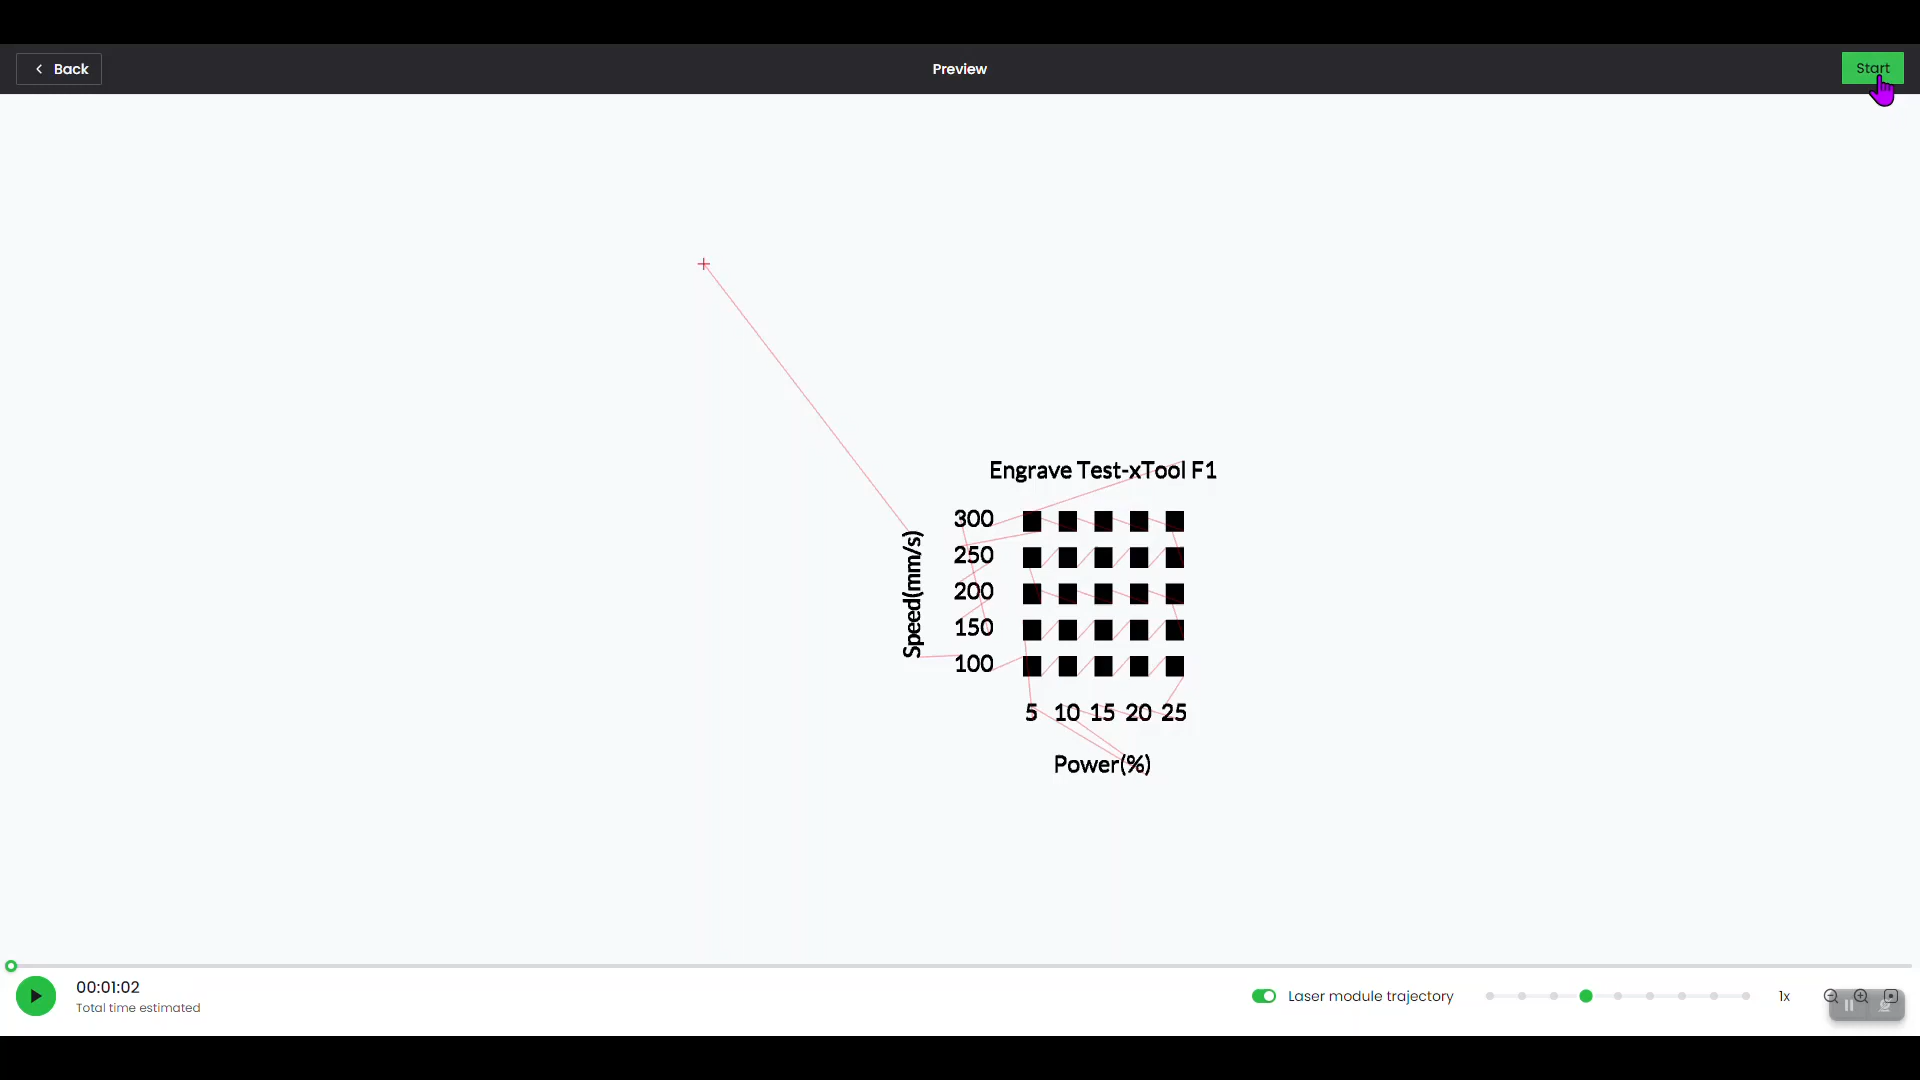 Back
Preview
Start
Engrave Test-xTool F1
Speed(mm/s)
300
250
200
150
100
5 10 15 20 25
Power(%)
00:01:02
Total time estimated
Laser module trajectory
1x